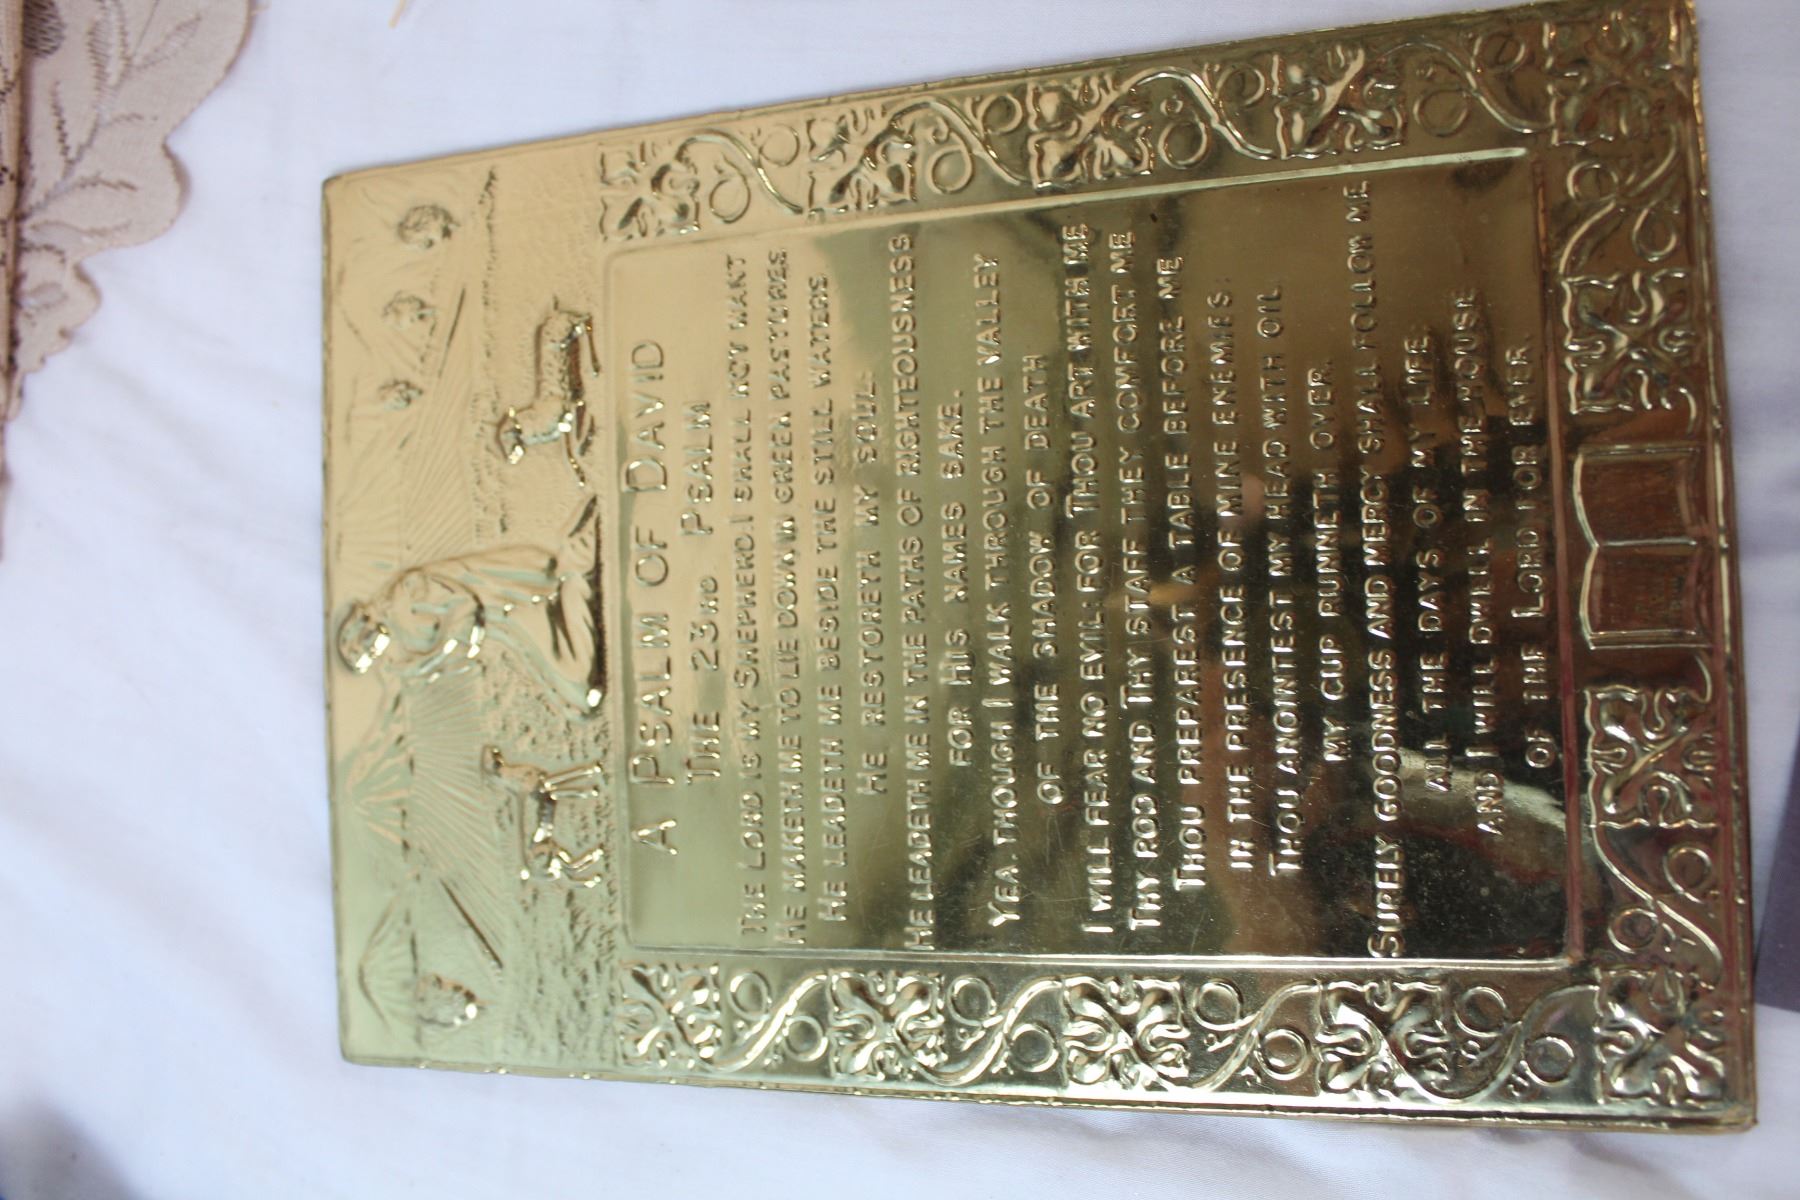 A PSALM OF DAVID
THE 23RD PSALM
THE LORD IS MY SHEPHERD. I SHALL NOT WANT
HE MAKETH ME TO LIE DOWN IN GREEN PASTURES
HE LEADETH ME BESIDE THE STILL WATERS
HE RESTORETH MY SOUL:
HE LEADETH ME IN THE PATHS OF RIGHTEOUSNESS
FOR HIS NAMES SAKE.
YEA, THOUGH I WALK THROUGH THE VALLEY
OF THE SHADOW OF DEATH
I WILL FEAR NO EVIL: FOR THOU ART WITH ME
THY ROD AND THY STAFF THEY COMFORT ME
THOU PREPAREST A TABLE BEFORE ME
IN THE PRESENCE OF MINE ENEMIES:
THOU ANOINTEST MY HEAD WITH OIL
MY CUP RUNNETH OVER.
SURELY GOODNESS AND MERCY SHALL FOLLOW ME
ALL THE DAYS OF MY LIFE:
AND I WILL DWELL IN THE HOUSE
OF THE LORD FOR EVER